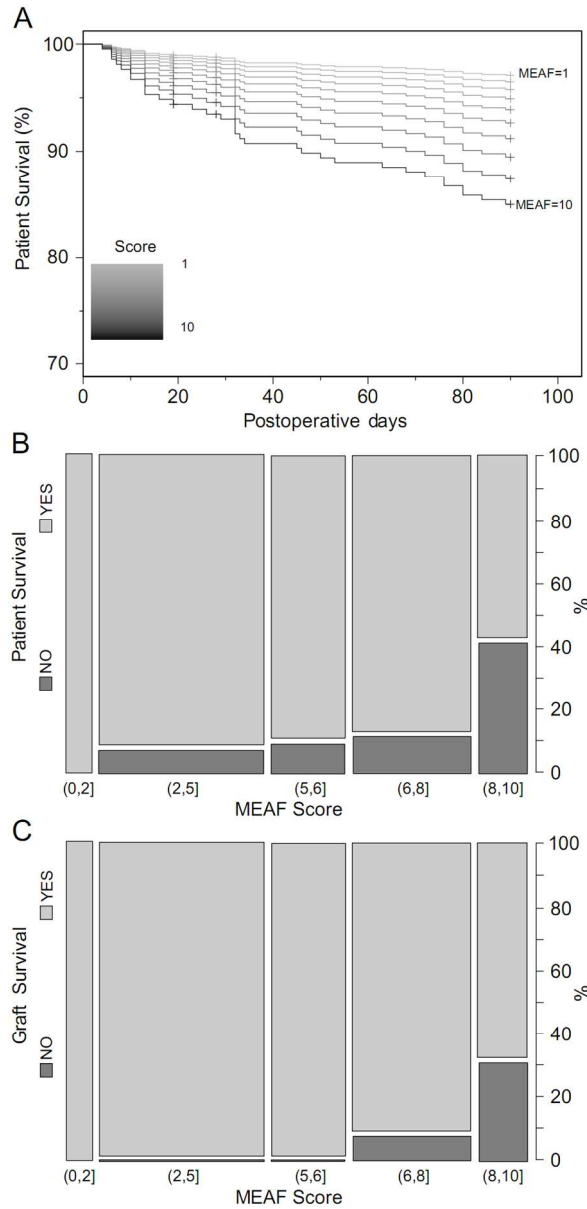 A
Patient Survival (%)
100
90
80
70
MEAF=1
MEAF=10
Score
1
10
0 20 40 60 80 100
Postoperative days
B
Patient Survival
NO YES
100
80
60
40
20
0
%
(0,2] (2,5] (5,6] (6,8] (8,10]
MEAF Score
C
Graft Survival
NO YES
100
80
60
40
20
0
%
(0,2] (2,5] (5,6] (6,8] (8,10]
MEAF Score